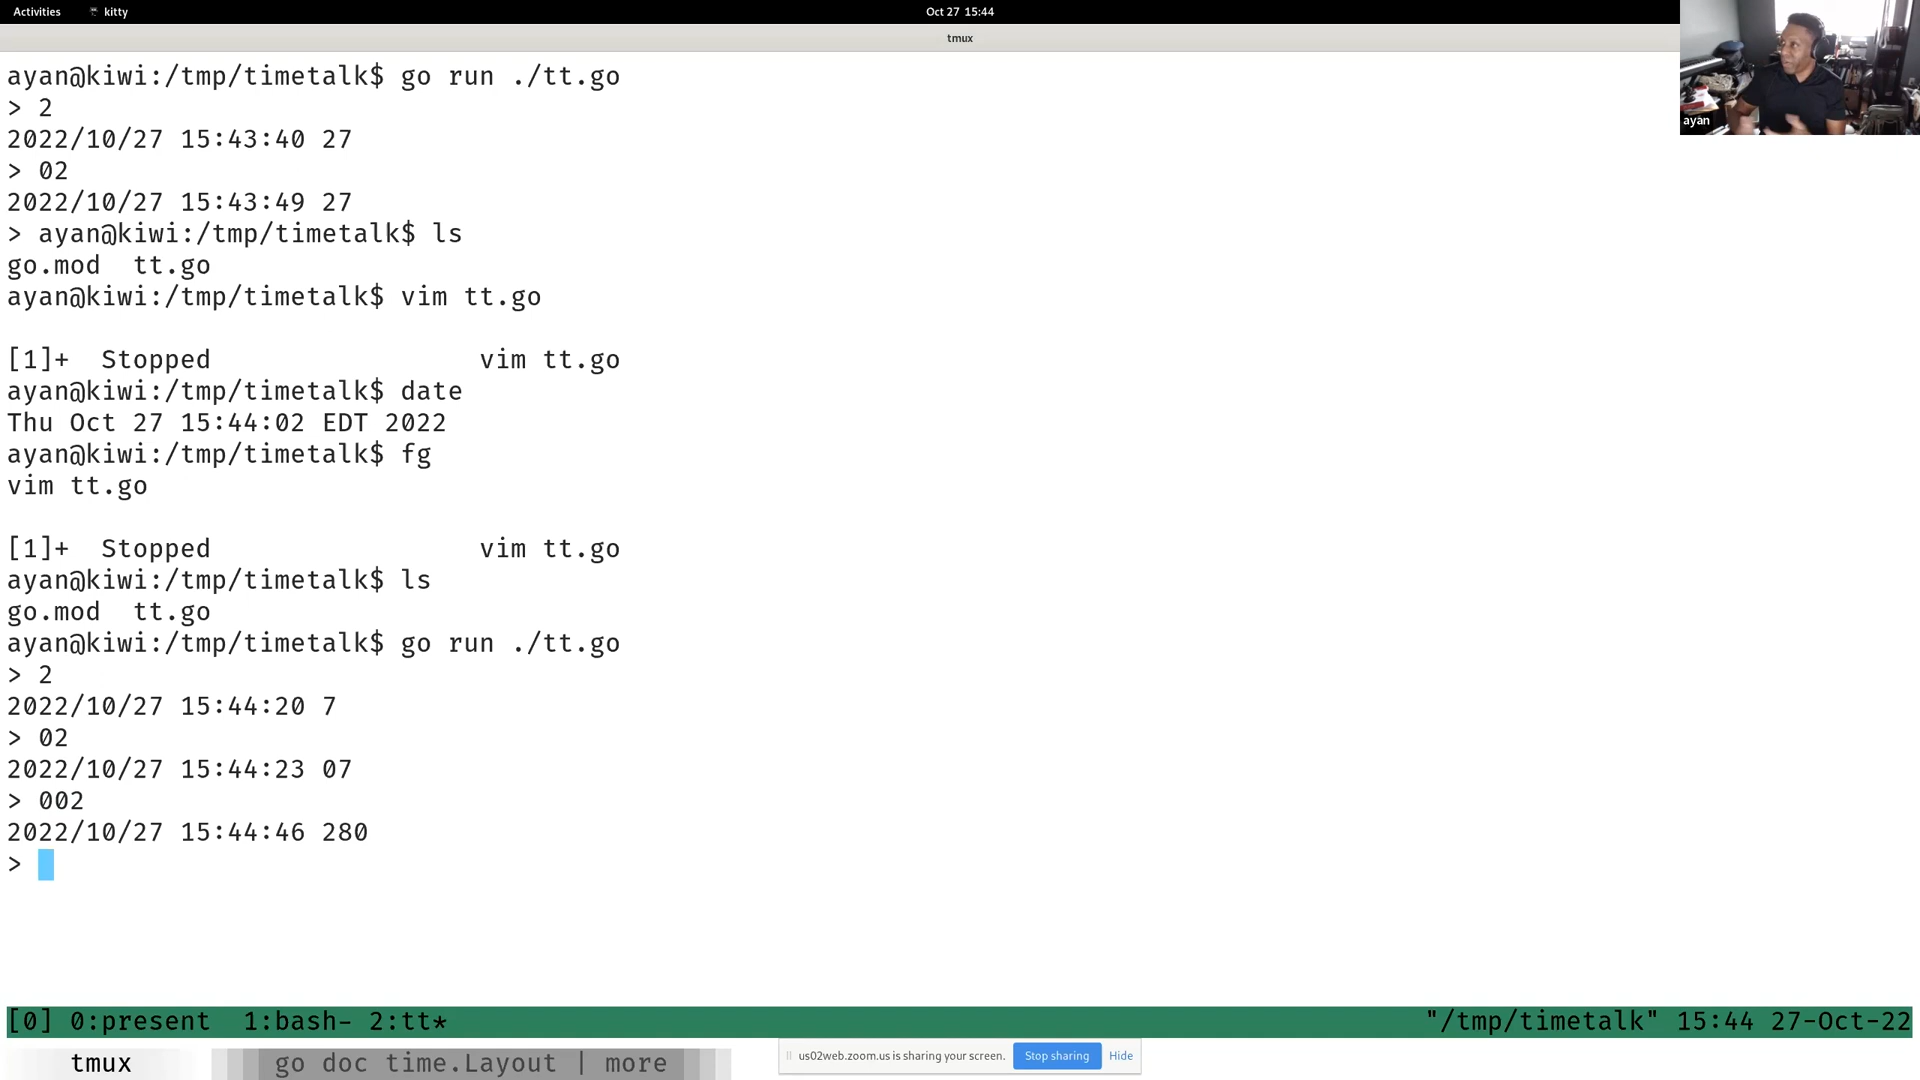 Activities kitty Oct 27 15:44
tmux
ayan@kiwi:/tmp/timetalk$ go run ./tt.go
> 2
2022/10/27 15:43:40 27
> 02
2022/10/27 15:43:49 27
> ayan@kiwi:/tmp/timetalk$ ls
go.mod  tt.go
ayan@kiwi:/tmp/timetalk$ vim tt.go
[1]+  Stopped                 vim tt.go
ayan@kiwi:/tmp/timetalk$ date
Thu Oct 27 15:44:02 EDT 2022
ayan@kiwi:/tmp/timetalk$ fg
vim tt.go
[1]+  Stopped                 vim tt.go
ayan@kiwi:/tmp/timetalk$ ls
go.mod  tt.go
ayan@kiwi:/tmp/timetalk$ go run ./tt.go
> 2
2022/10/27 15:44:20 7
> 02
2022/10/27 15:44:23 07
> 002
2022/10/27 15:44:46 280
>
ayan
[0] 0:present  1:bash- 2:tt* "/tmp/timetalk" 15:44 27-Oct-22
tmux go doc time.Layout | more
us02web.zoom.us is sharing your screen. Stop sharing Hide